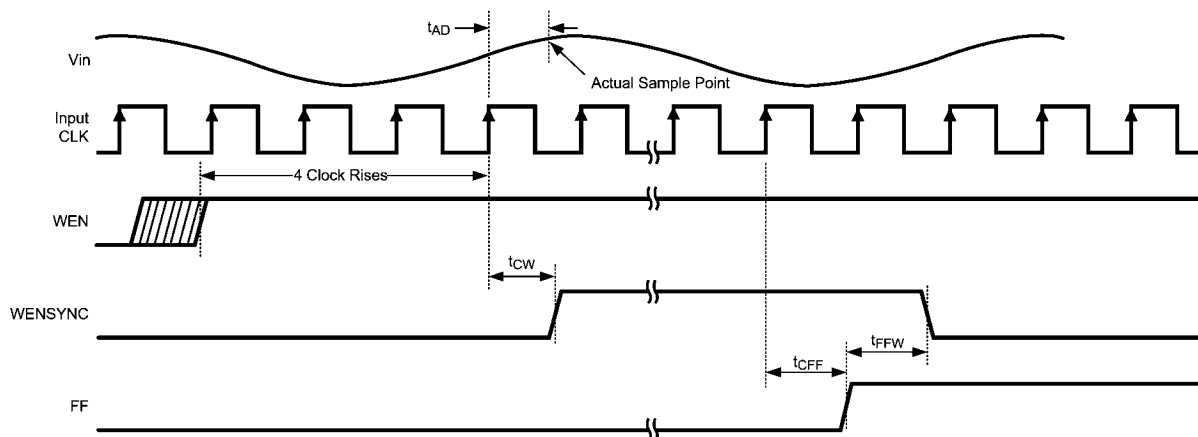 tAD
Vin
Actual Sample Point
Input
CLK
4 Clock Rises
WEN
tCW
WENSYNC
tFFW
tCFF
FF